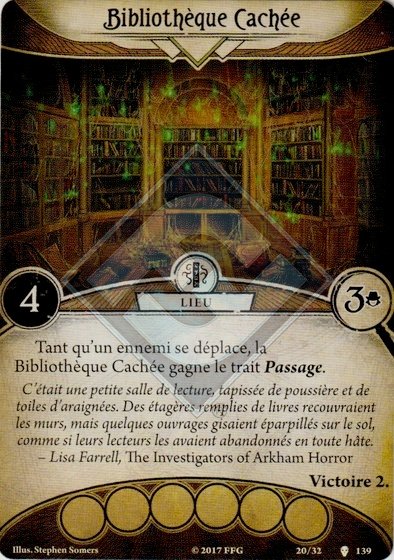 Bibliothèque Cachée
4
LIEU
3
Tant qu'un ennemi se déplace, la
Bibliothèque Cachée gagne le trait Passage.
C'était une petite salle de lecture, tapissée de poussière et de
toiles d'araignées. Des étagères remplies de livres recouvraient
les murs, mais quelques ouvrages gisaient éparpillés sur le sol,
comme si leurs lecteurs les avaient abandonnés en toute hâte.
– Lisa Farrell, The Investigators of Arkham Horror
Victoire 2.
Illus. Stephen Somers © 2017 FFG 20/32 139